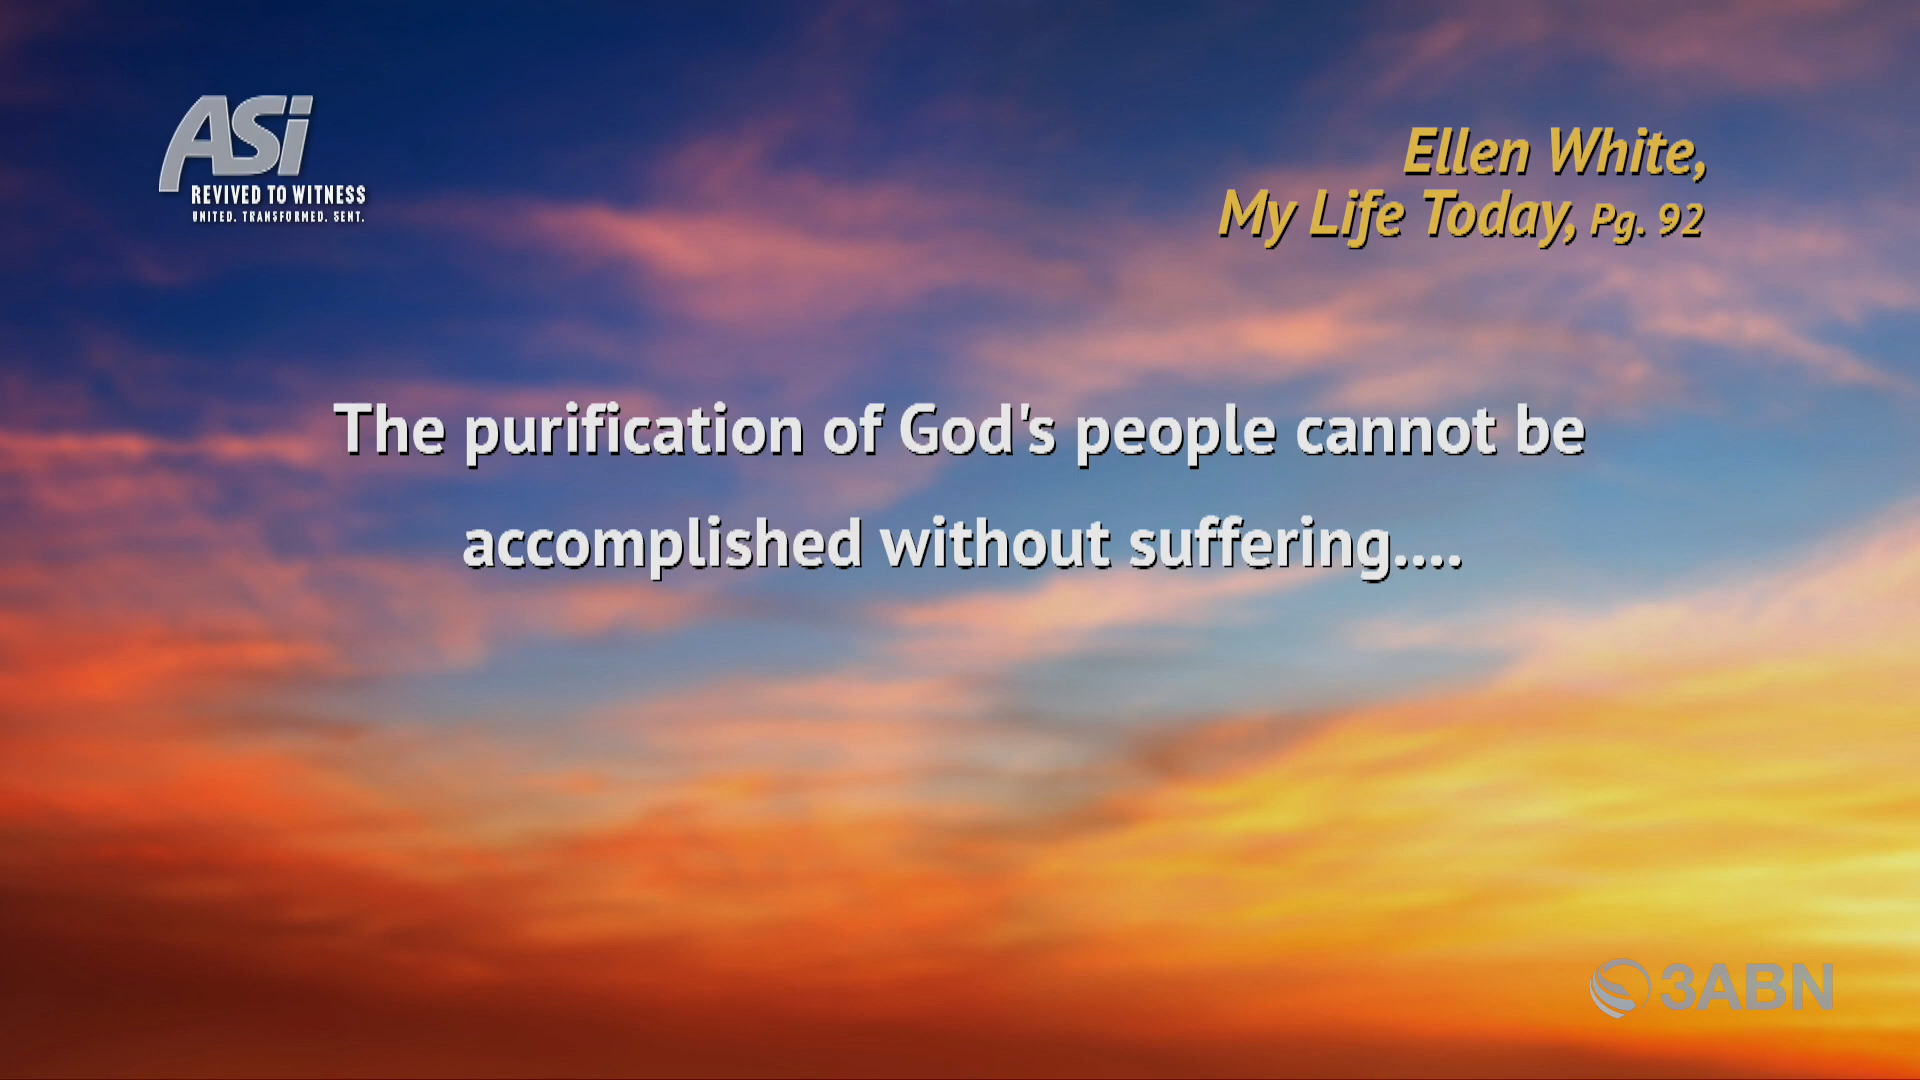 ASi
REVIVED TO WITNESS
UNITED. TRANSFORMED. SENT.
Ellen White,
My Life Today, Pg. 92
The purification of God's people cannot be
accomplished without suffering....
3ABN